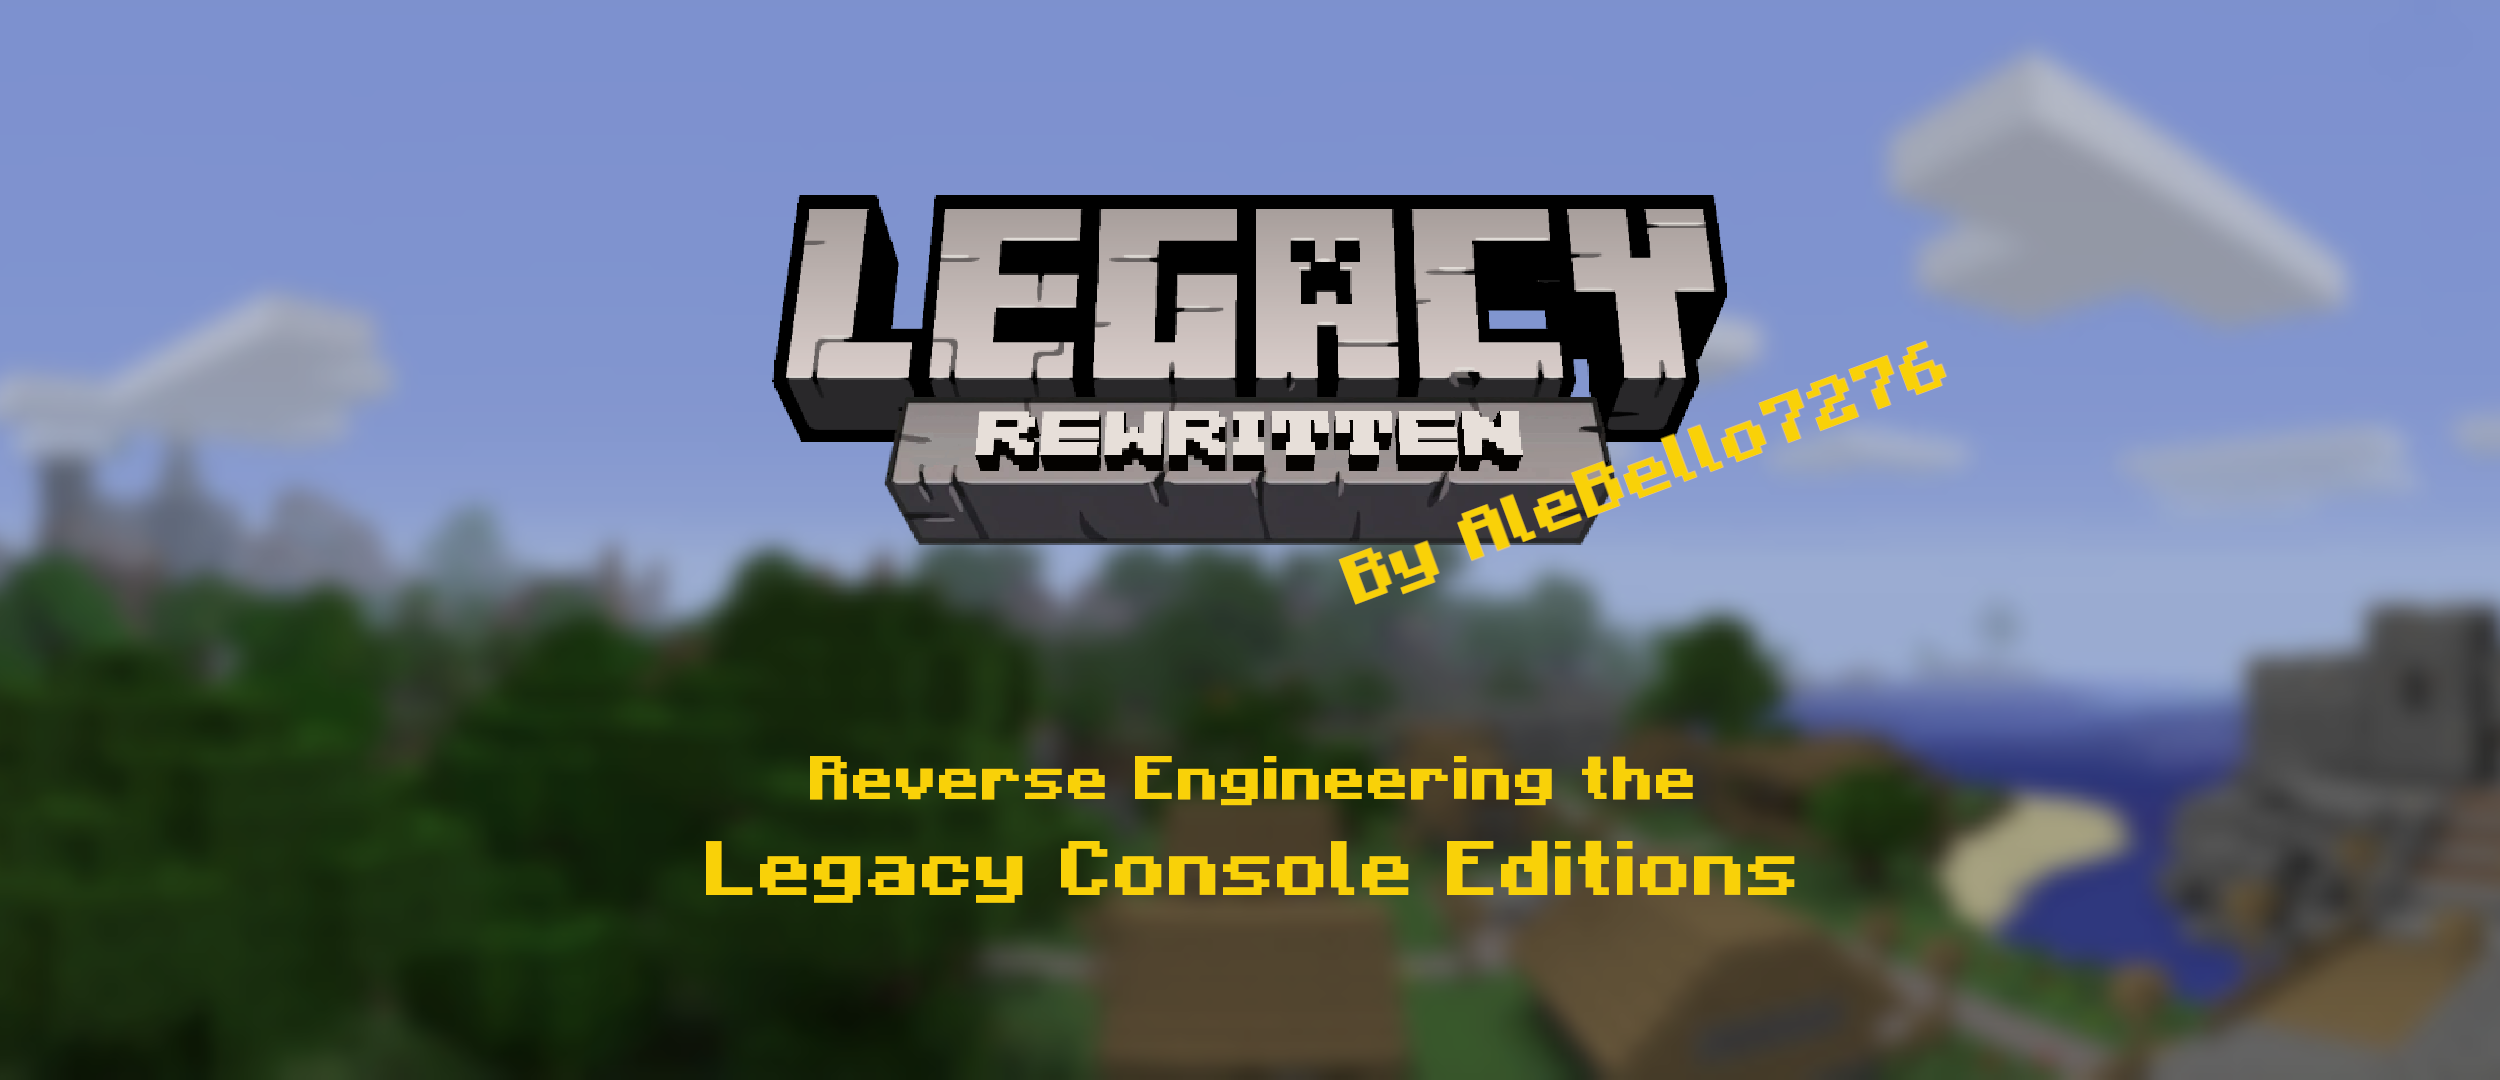 LEGACY
REWRITTEN
By AleBello7276
Reverse Engineering the
Legacy Console Editions